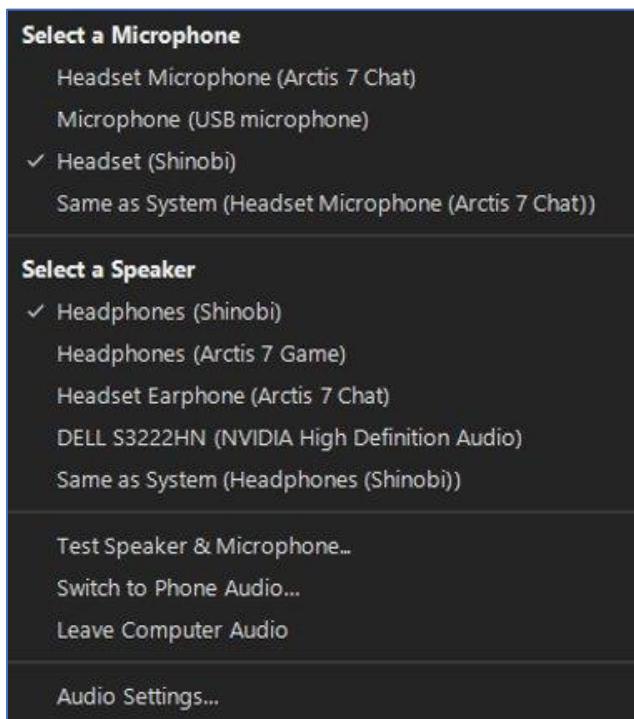 Select a Microphone
Headset Microphone (Arctis 7 Chat)
Microphone (USB microphone)
✓ Headset (Shinobi)
Same as System (Headset Microphone (Arctis 7 Chat))
Select a Speaker
✓ Headphones (Shinobi)
Headphones (Arctis 7 Game)
Headset Earphone (Arctis 7 Chat)
DELL S3222HN (NVIDIA High Definition Audio)
Same as System (Headphones (Shinobi))
Test Speaker & Microphone...
Switch to Phone Audio...
Leave Computer Audio
Audio Settings...